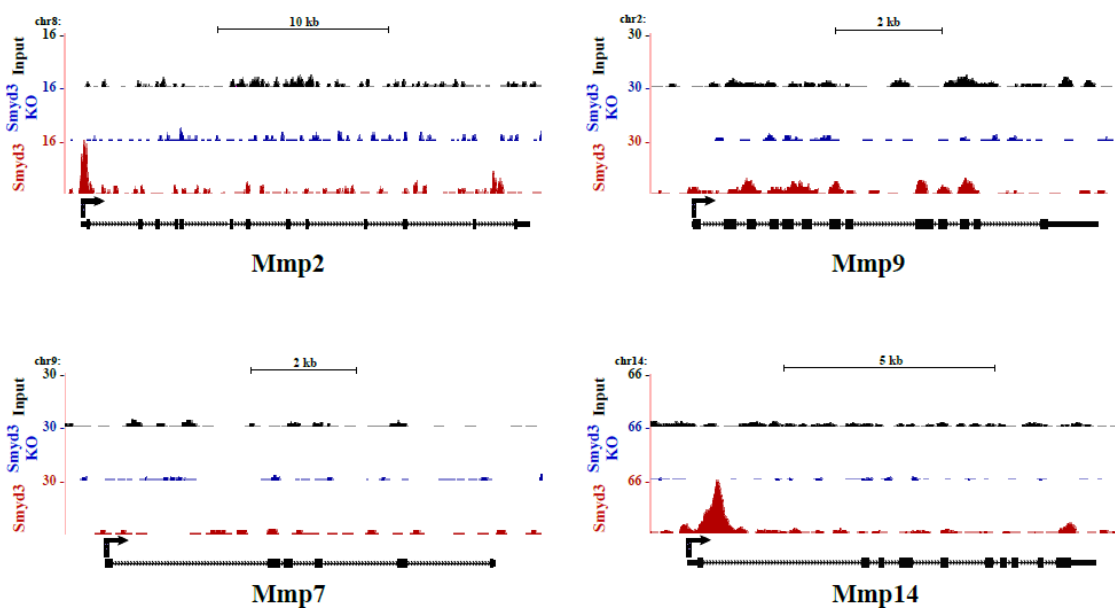 chr8:
10 kb
16
Input
16
Smyd3
KO
16
Smyd3
Mmp2
chr2:
2 kb
30
Input
30
Smyd3
KO
30
Smyd3
Mmp9
chr9:
2 kb
30
Input
30
Smyd3
KO
30
Smyd3
Mmp7
chr14:
5 kb
66
Input
66
Smyd3
KO
66
Smyd3
Mmp14